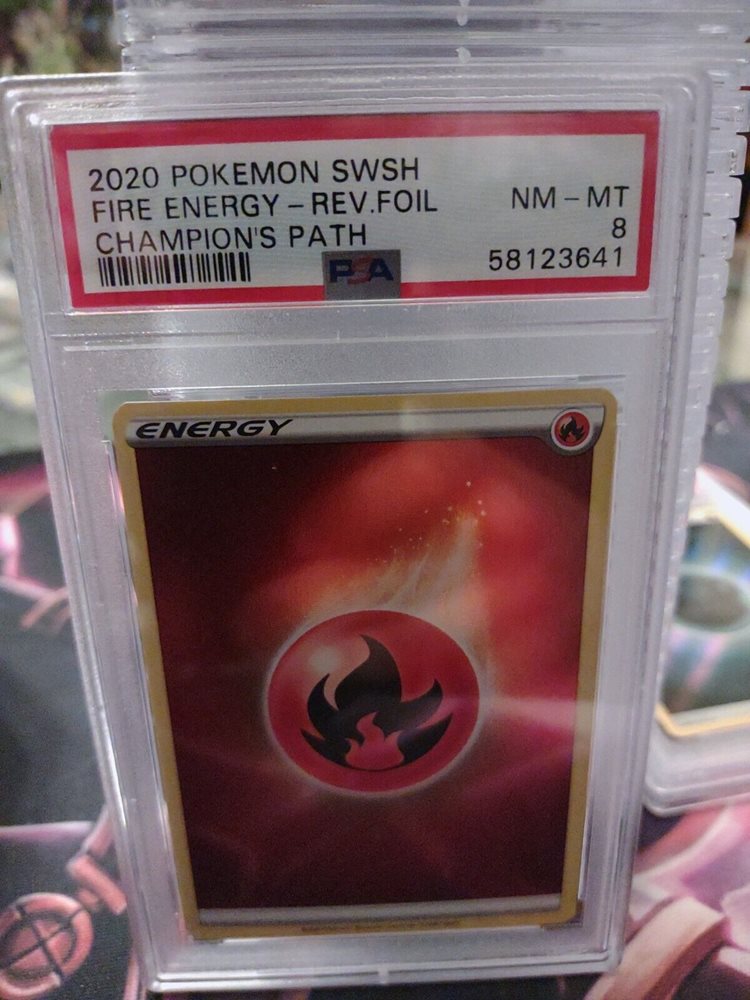 2020 POKEMON SWSH
FIRE ENERGY – REV.FOIL NM – MT
CHAMPION'S PATH 8
PSA 58123641
ENERGY